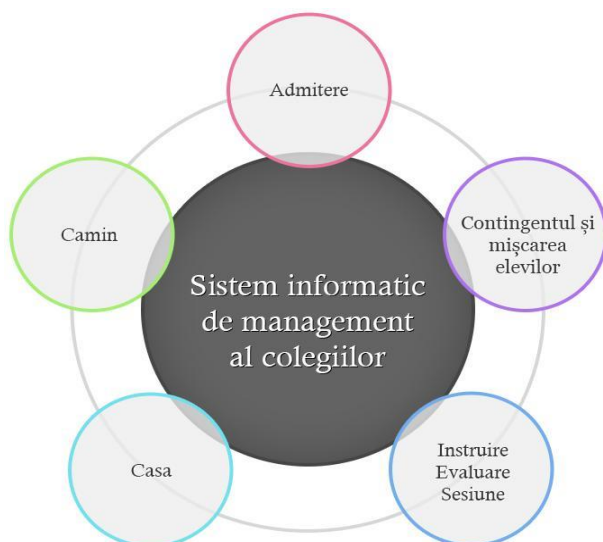 Admitere
Camin
Contingentul și
mișcarea
elevilor
Sistem informatic
de management
al colegiilor
Casa
Instruire
Evaluare
Sesiune